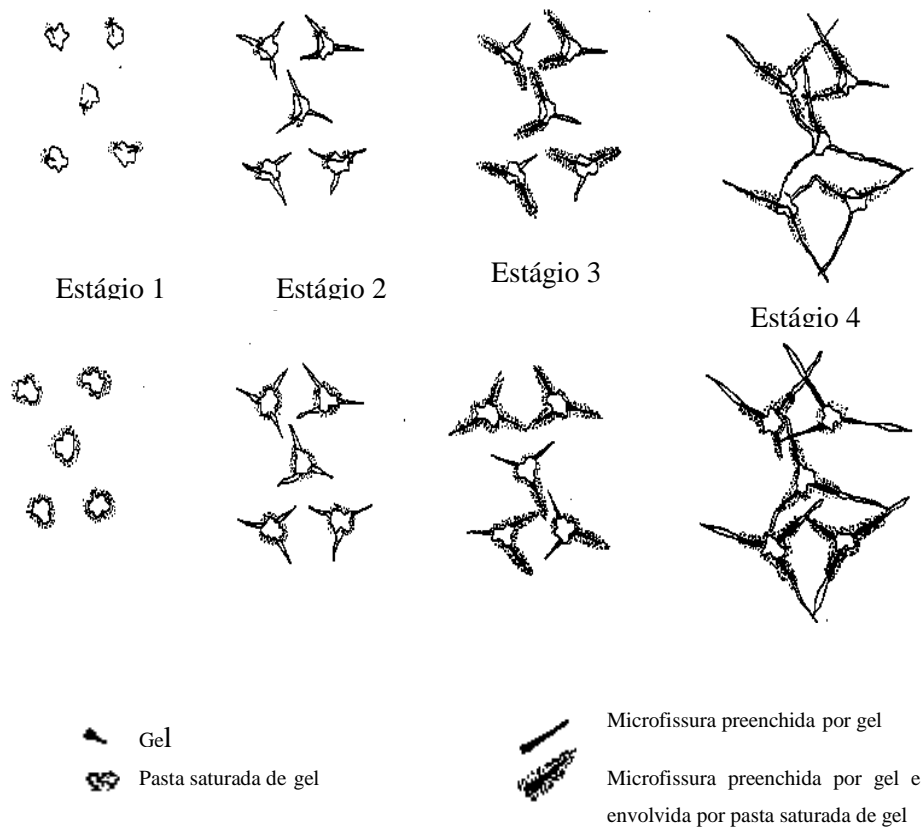 Estágio 1
Estágio 2
Estágio 3
Estágio 4
Gel
Pasta saturada de gel
Microfissura preenchida por gel
Microfissura preenchida por gel e
envolvida por pasta saturada de gel